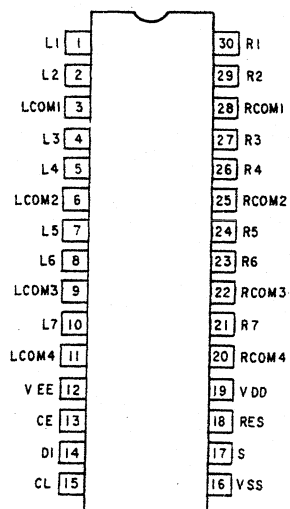 L1 1 30 R1
L2 2 29 R2
LCOM1 3 28 RCOM1
L3 4 27 R3
L4 5 26 R4
LCOM2 6 25 RCOM2
L5 7 24 R5
L6 8 23 R6
LCOM3 9 22 RCOM3
L7 10 21 R7
LCOM4 11 20 RCOM4
VEE 12 19 VDD
CE 13 18 RES
DI 14 17 S
CL 15 16 VSS